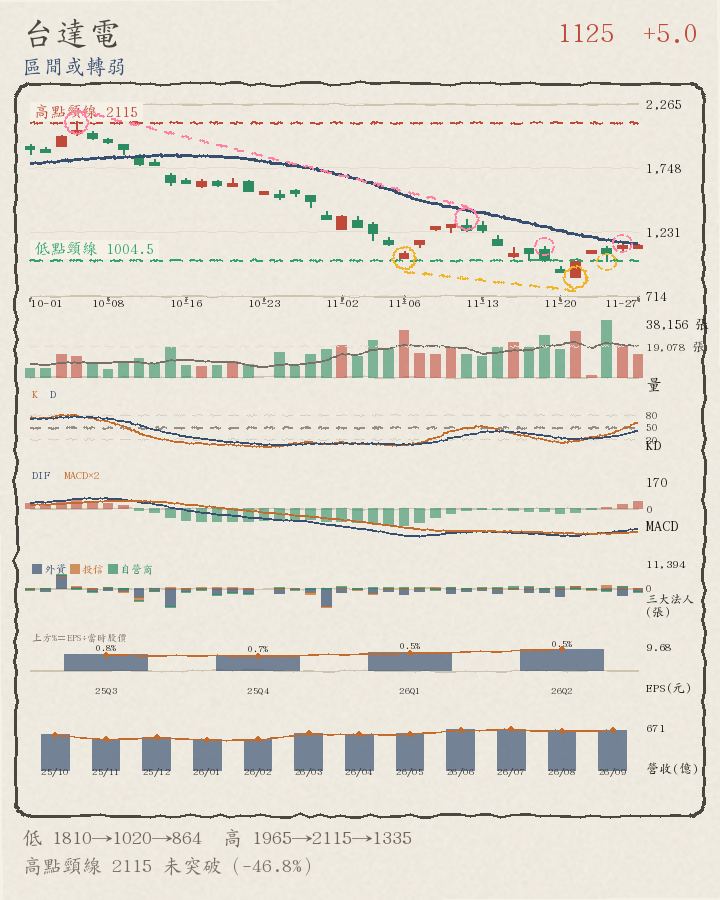 台達電
1125 +5.0
區間或轉弱
高點頸線 2115
2,265
1,748
1,231
低點頸線 1004.5
714
10-01 10-08 10-16 10-23 11-02 11-06 11-13 11-20 11-27
38,156 張
19,078 張
量
K D
80
50
20
KD
DIF MACD×2
170
0
MACD
外資 投信 自營商
11,394
0
三大法人
(張)
上方%=EPS÷當時股價
0.8% 0.7% 0.5% 0.5%
9.68
25Q3 25Q4 26Q1 26Q2
EPS(元)
671
25/10 25/11 25/12 26/01 26/02 26/03 26/04 26/05 26/06 26/07 26/08 26/09
營收(億)
低 1810→1020→864 高 1965→2115→1335
高點頸線 2115 未突破 (-46.8%)